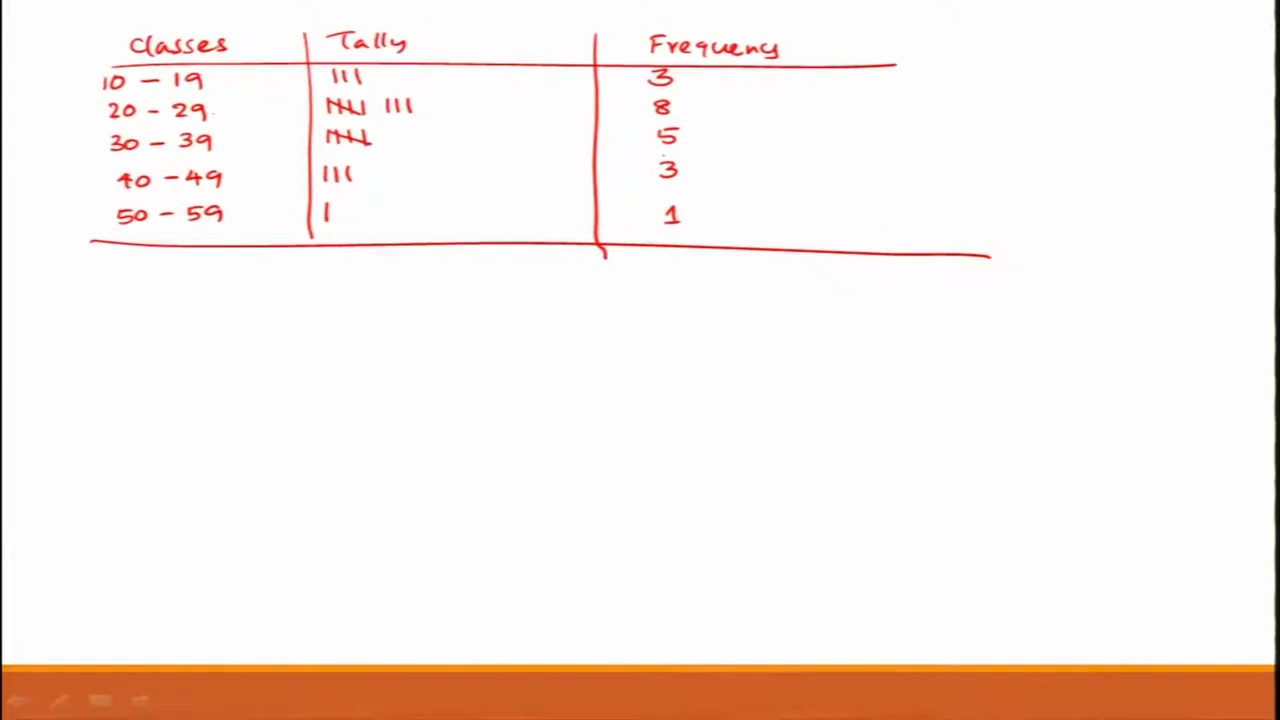 Classes Tally Frequency
10 - 19 ||| 3
20 - 29 |||| ||| 8
30 - 39 |||| 5
40 - 49 ||| 3
50 - 59 | 1